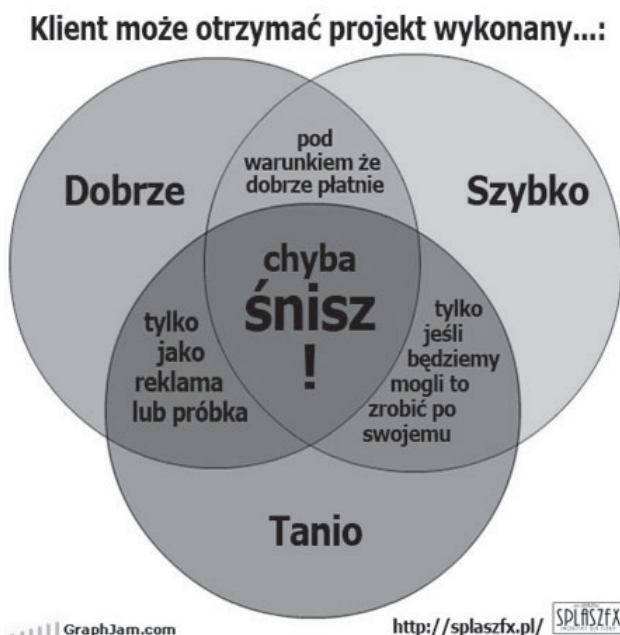 Klient może otrzymać projekt wykonany...:
pod
warunkiem że
dobrze płatnie
Dobrze
Szybko
chyba
śnisz
!
tylko
jako
reklama
lub próbka
tylko
jeśli
będziemy
mogli to
zrobić po
swojemu
Tanio
GraphJam.com
http://splaszfx.pl/
SPLASZFX